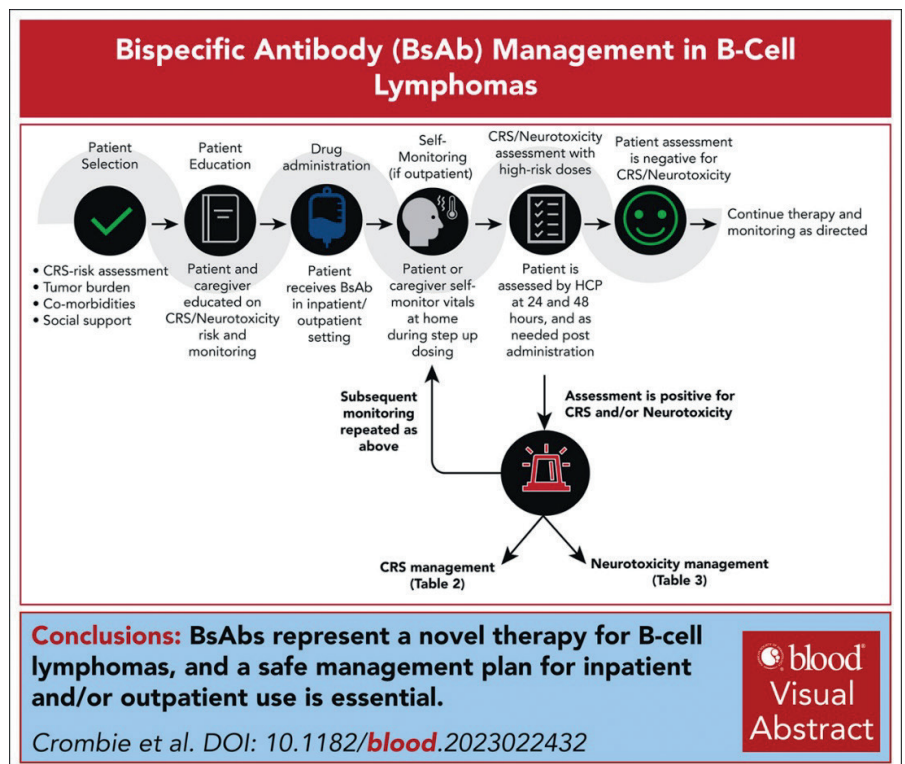 Bispecific Antibody (BsAb) Management in B-Cell
Lymphomas
Patient
Selection
• CRS-risk assessment
• Tumor burden
• Co-morbidities
• Social support
Patient
Education
Patient and
caregiver
educated on
CRS/Neurotoxicity
risk and
monitoring
Drug
administration
Patient
receives BsAb
in inpatient/
outpatient
setting
Self-
Monitoring
(if outpatient)
Patient or
caregiver self-
monitor vitals
at home
during step up
dosing
CRS/Neurotoxicity
assessment with
high-risk doses
Patient is
assessed by HCP
at 24 and 48
hours, and as
needed post
administration
Patient assessment
is negative for
CRS/Neurotoxicity
Continue therapy and
monitoring as directed
Subsequent
monitoring
repeated as
above
Assessment is positive for
CRS and/or Neurotoxicity
CRS management
(Table 2)
Neurotoxicity management
(Table 3)
Conclusions: BsAbs represent a novel therapy for B-cell
lymphomas, and a safe management plan for inpatient
and/or outpatient use is essential.
Crombie et al. DOI: 10.1182/blood.2023022432
blood®
Visual
Abstract